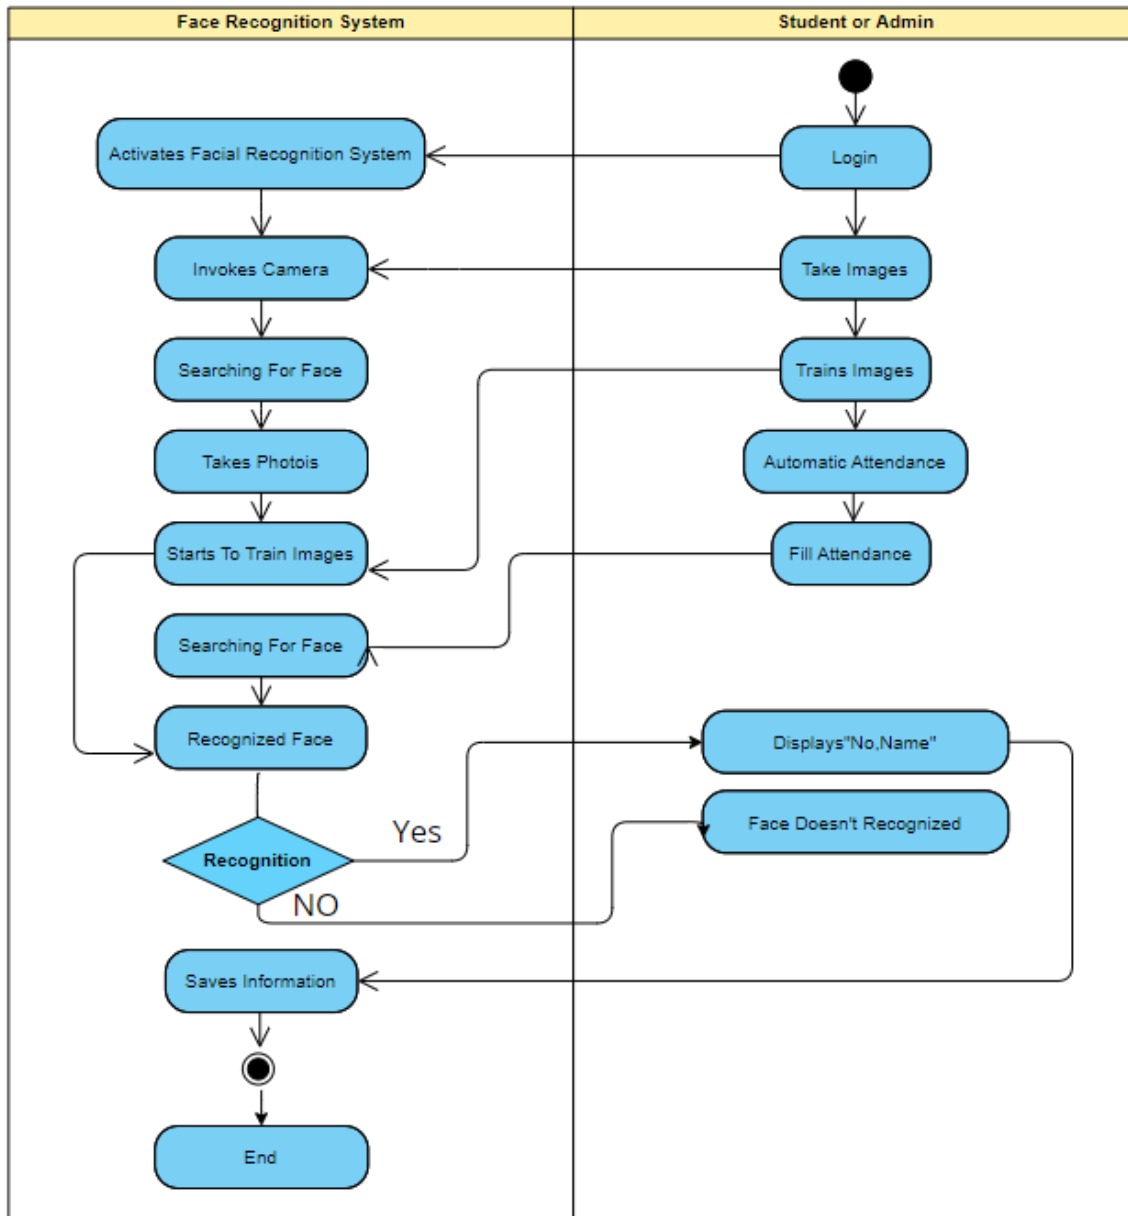 Face Recognition System
Student or Admin
Activates Facial Recognition System
Login
Invokes Camera
Take Images
Searching For Face
Trains Images
Takes Photois
Automatic Attendance
Starts To Train Images
Fill Attendance
Searching For Face
Recognized Face
Displays"No,Name"
Yes
Face Doesn't Recognized
Recognition
NO
Saves Information
End